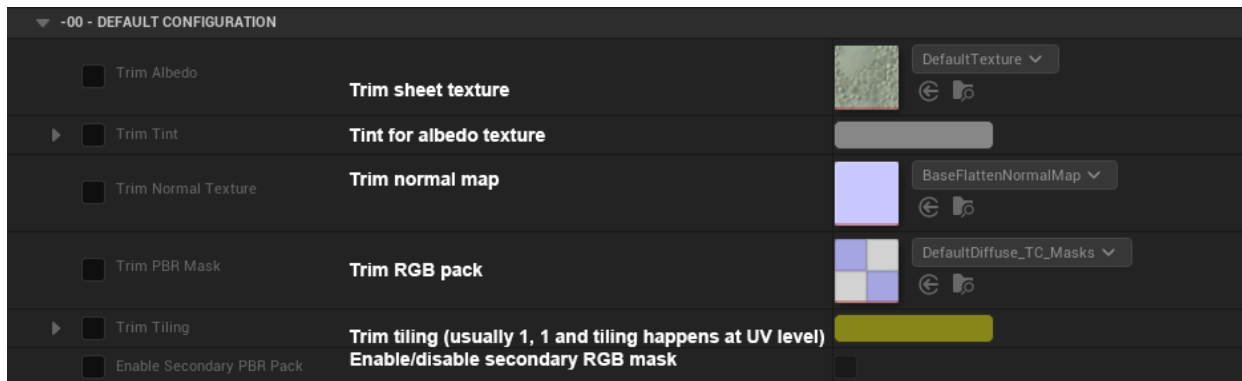 -00 - DEFAULT CONFIGURATION
Trim Albedo
Trim sheet texture
DefaultTexture
Trim Tint
Tint for albedo texture
Trim Normal Texture
Trim normal map
BaseFlattenNormalMap
Trim PBR Mask
Trim RGB pack
DefaultDiffuse_TC_Masks
Trim Tiling
Trim tiling (usually 1, 1 and tiling happens at UV level)
Enable Secondary PBR Pack
Enable/disable secondary RGB mask